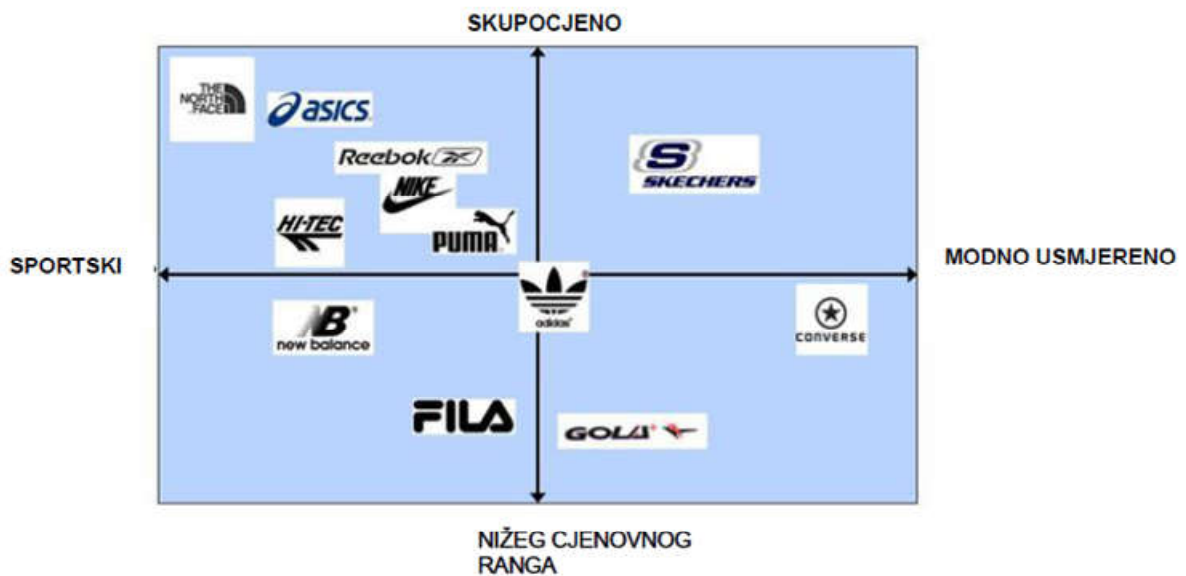 SKUPOCJENO
THE
NORTH
FACE
asics
Reebok
SKECHERS
NIKE
HI-TEC
PUMA
SPORTSKI
MODNO USMJERENO
adidas
NB
new balance
CONVERSE
FILA
GOLA
NIŽEG CJENOVNOG
RANGA